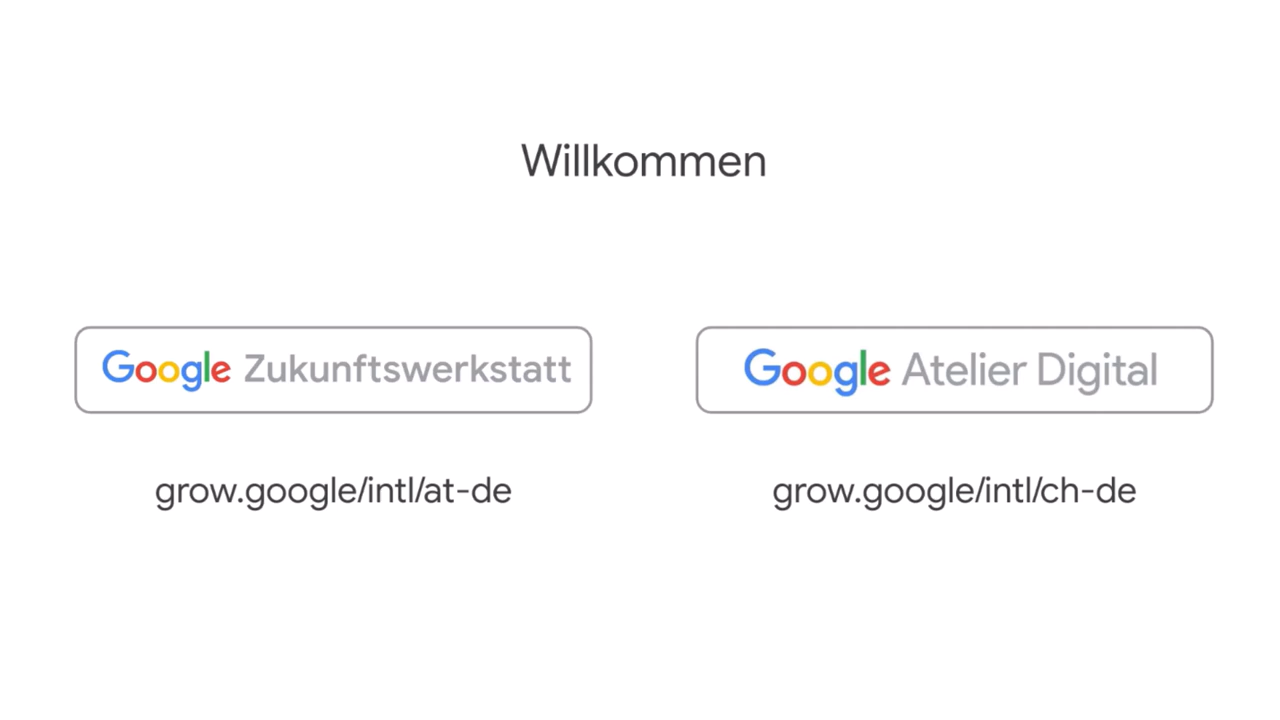 Willkommen
Google Zukunftswerkstatt
Google Atelier Digital
grow.google/intl/at-de
grow.google/intl/ch-de